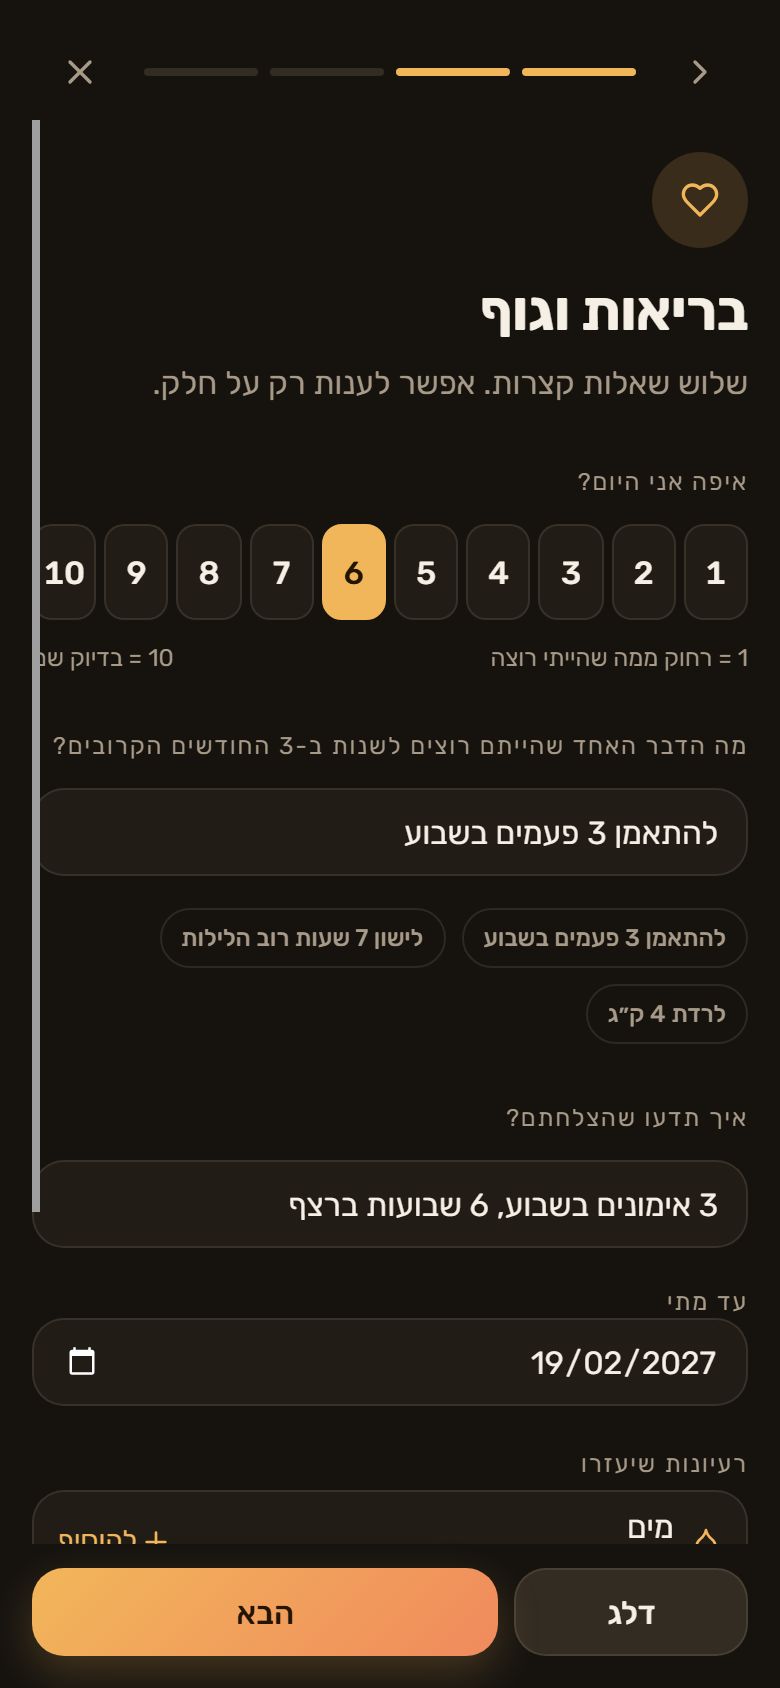 בריאות וגוף
שלוש שאלות קצרות. אפשר לענות רק על חלק.
איפה אני היום?
1 2 3 4 5 6 7 8 9 10
1 = רחוק ממה שהייתי רוצה
10 = בדיוק
מה הדבר האחד שהייתם רוצים לשנות ב-3 החודשים הקרובים?
להתאמן 3 פעמים בשבוע
להתאמן 3 פעמים בשבוע
לישון 7 שעות רוב הלילות
לרדת 4 ק״ג
איך תדעו שהצלחתם?
3 אימונים בשבוע, 6 שבועות ברצף
עד מתי
19/02/2027
רעיונות שיעזרו
מים
+ להוסיף
דלג
הבא